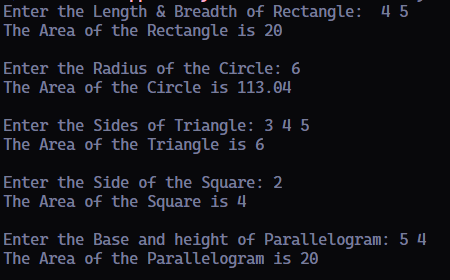 Enter the Length & Breadth of Rectangle:  4 5
The Area of the Rectangle is 20
Enter the Radius of the Circle: 6
The Area of the Circle is 113.04
Enter the Sides of Triangle: 3 4 5
The Area of the Triangle is 6
Enter the Side of the Square: 2
The Area of the Square is 4
Enter the Base and height of Parallelogram: 5 4
The Area of the Parallelogram is 20